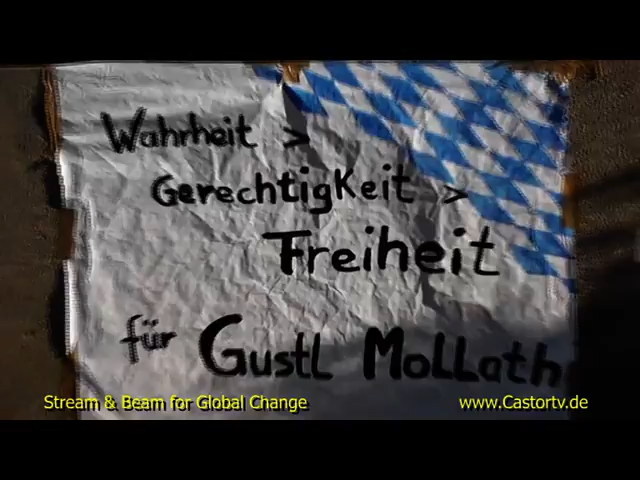 Wahrheit >
Gerechtigkeit >
Freiheit
für Gustl Mollath
Stream & Beam for Global Change
www.Castortv.de